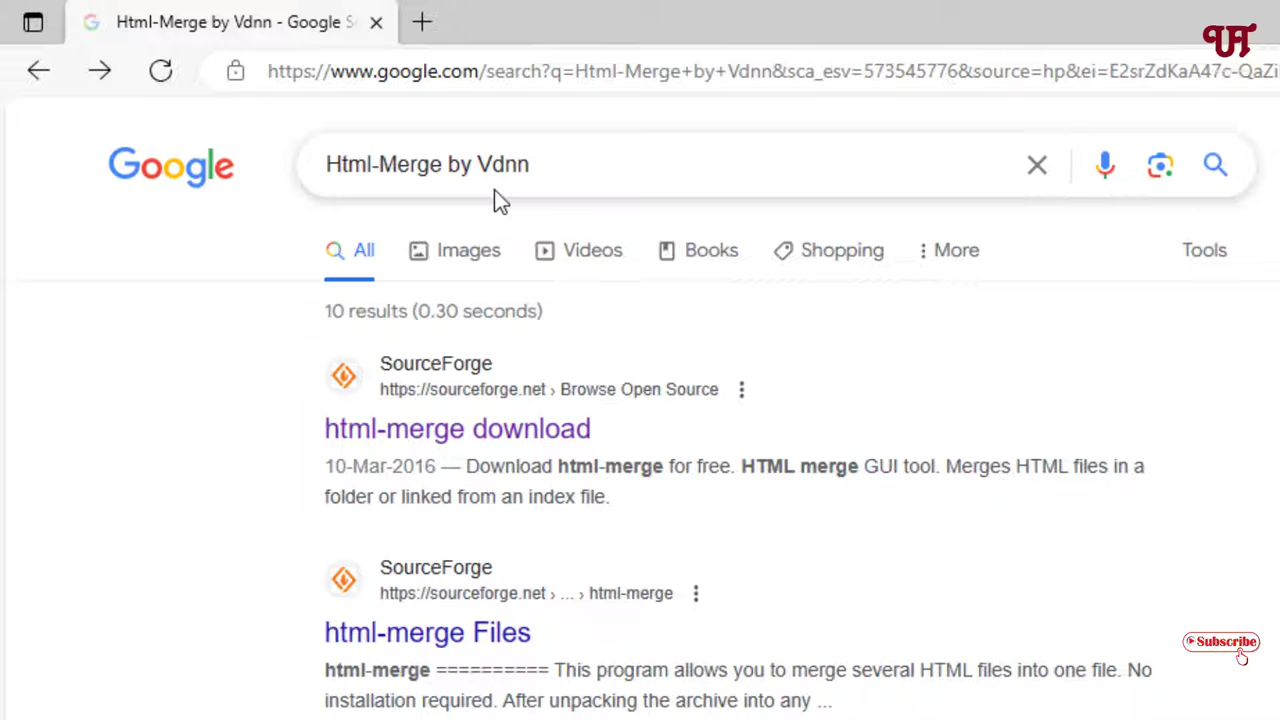 Html-Merge by Vdnn - Google S
https://www.google.com/search?q=Html-Merge+by+Vdnn&sca_esv=573545776&source=hp&ei=E2srZdKaA47c-QaZi
UT
Google
Html-Merge by Vdnn
All Images Videos Books Shopping More Tools
10 results (0.30 seconds)
SourceForge
https://sourceforge.net › Browse Open Source
html-merge download
10-Mar-2016 — Download html-merge for free. HTML merge GUI tool. Merges HTML files in a
folder or linked from an index file.
SourceForge
https://sourceforge.net › ... › html-merge
html-merge Files
Subscribe
html-merge ========== This program allows you to merge several HTML files into one file. No
installation required. After unpacking the archive into any ...